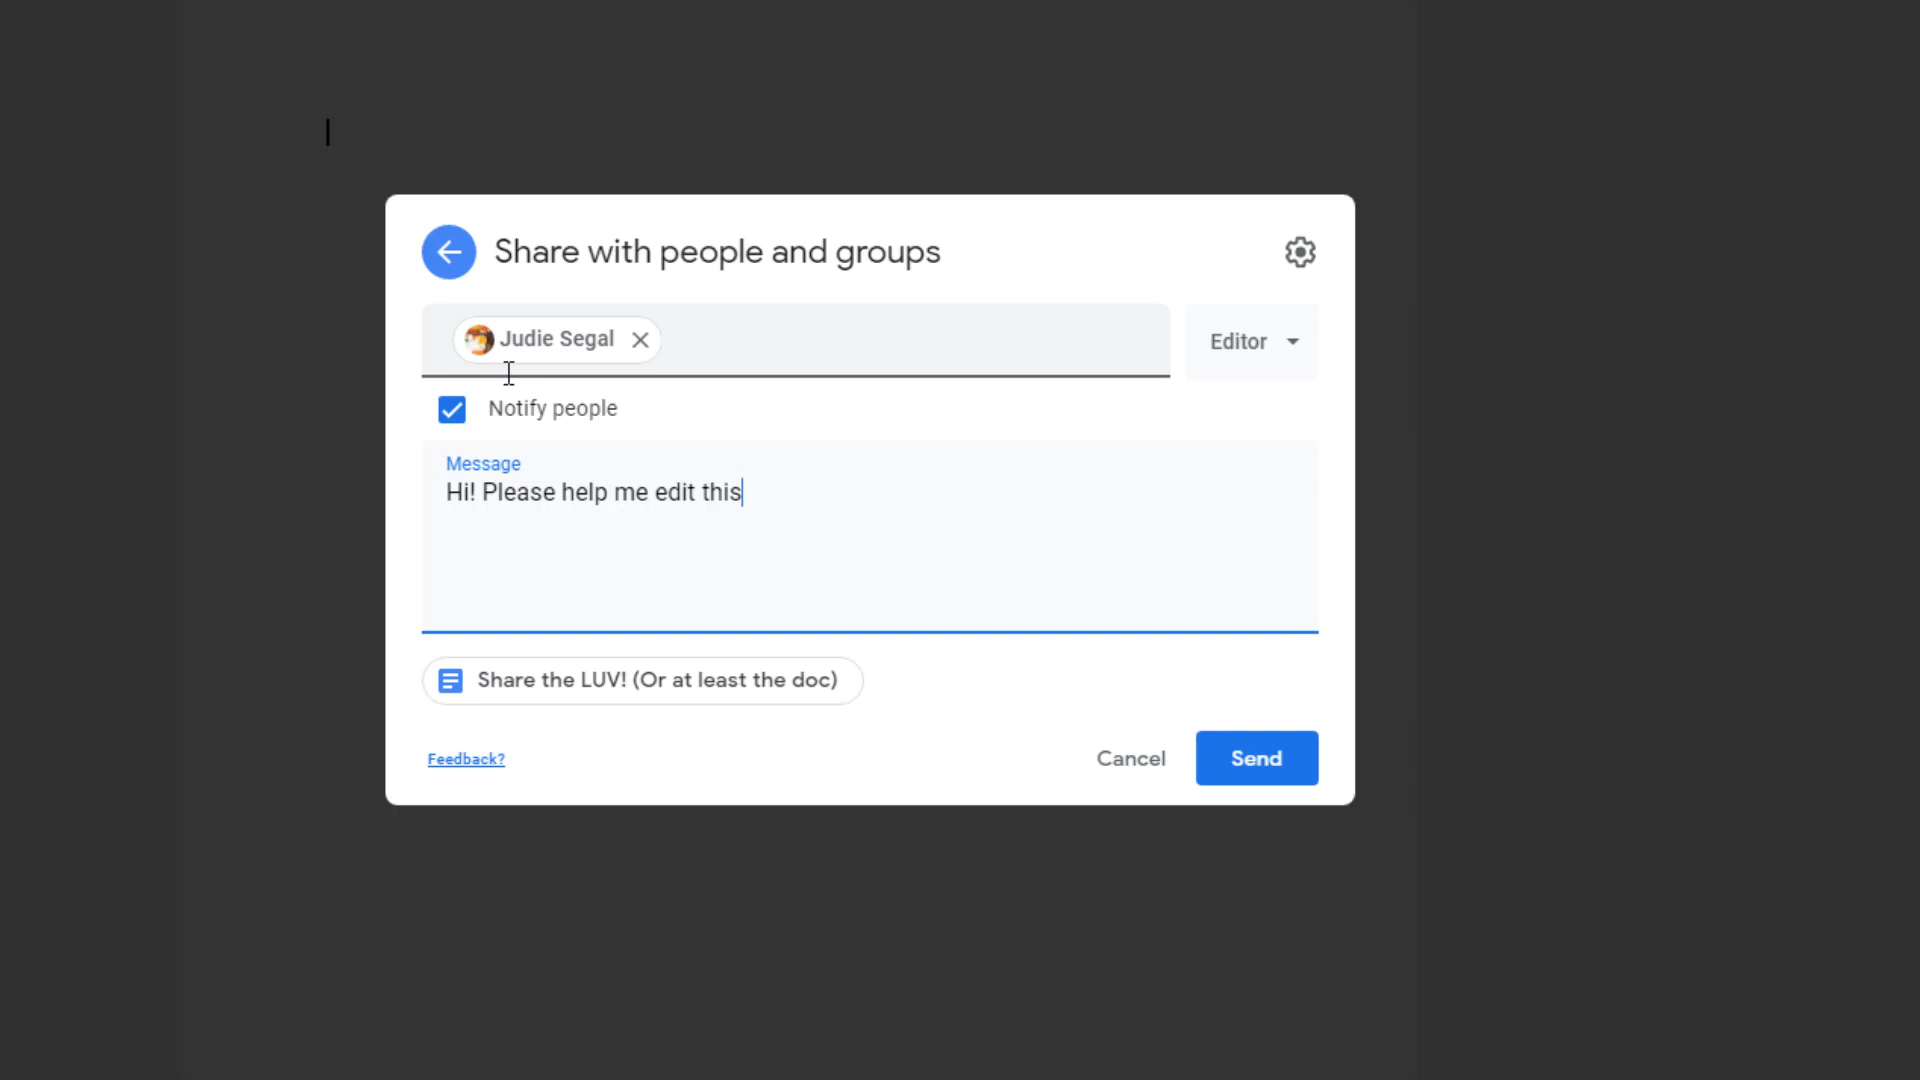 Share with people and groups
Judie Segal
Editor
Notify people
Message
Hi! Please help me edit this
Share the LUV! (Or at least the doc)
Feedback?
Cancel
Send